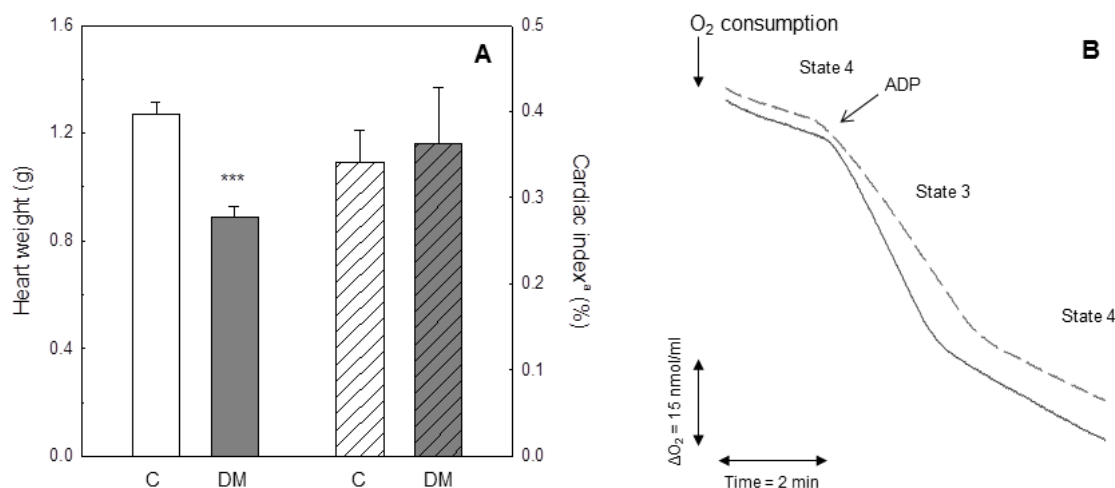 A
Heart weight (g)
1.6
1.2
0.8
0.4
0.0
***
C
DM
C
DM
0.5
0.4
0.3
0.2
0.1
0.0
Cardiac indexª (%)
B
O₂ consumption
State 4
ADP
State 3
State 4
ΔO₂ = 15 nmol/ml
Time = 2 min